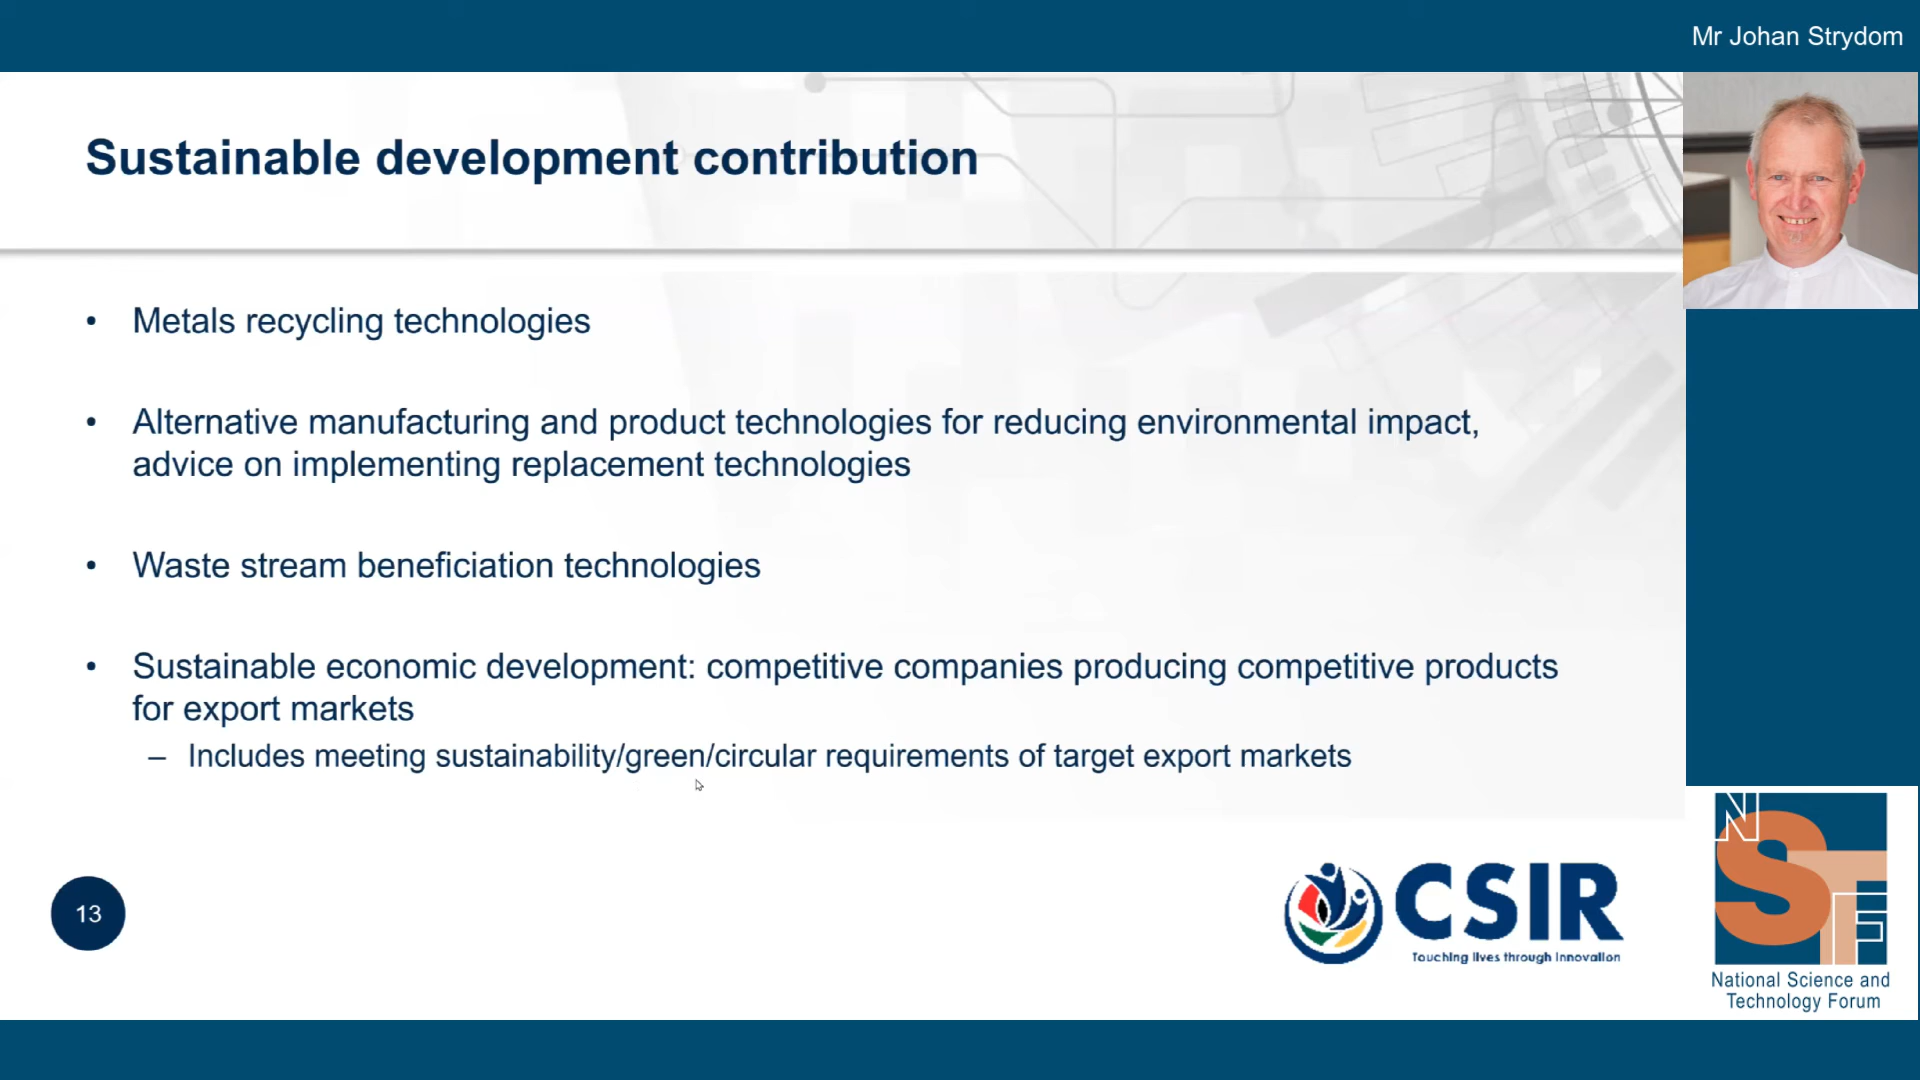 Mr Johan Strydom
Sustainable development contribution
• Metals recycling technologies
• Alternative manufacturing and product technologies for reducing environmental impact,
advice on implementing replacement technologies
• Waste stream beneficiation technologies
• Sustainable economic development: competitive companies producing competitive products
for export markets
– Includes meeting sustainability/green/circular requirements of target export markets
13
CSIR
Touching lives through innovation
NSTF
National Science and
Technology Forum